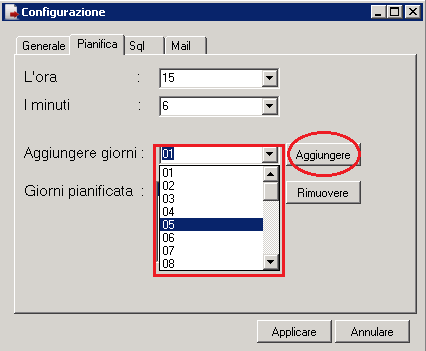 Configurazione
Generale Pianifica Sql Mail
L'ora : 15
I minuti : 6
Aggiungere giorni : 01 Aggiungere
01
02
Giorni pianificata : Rimuovere
03
04
05
06
07
08
Applicare Annulare